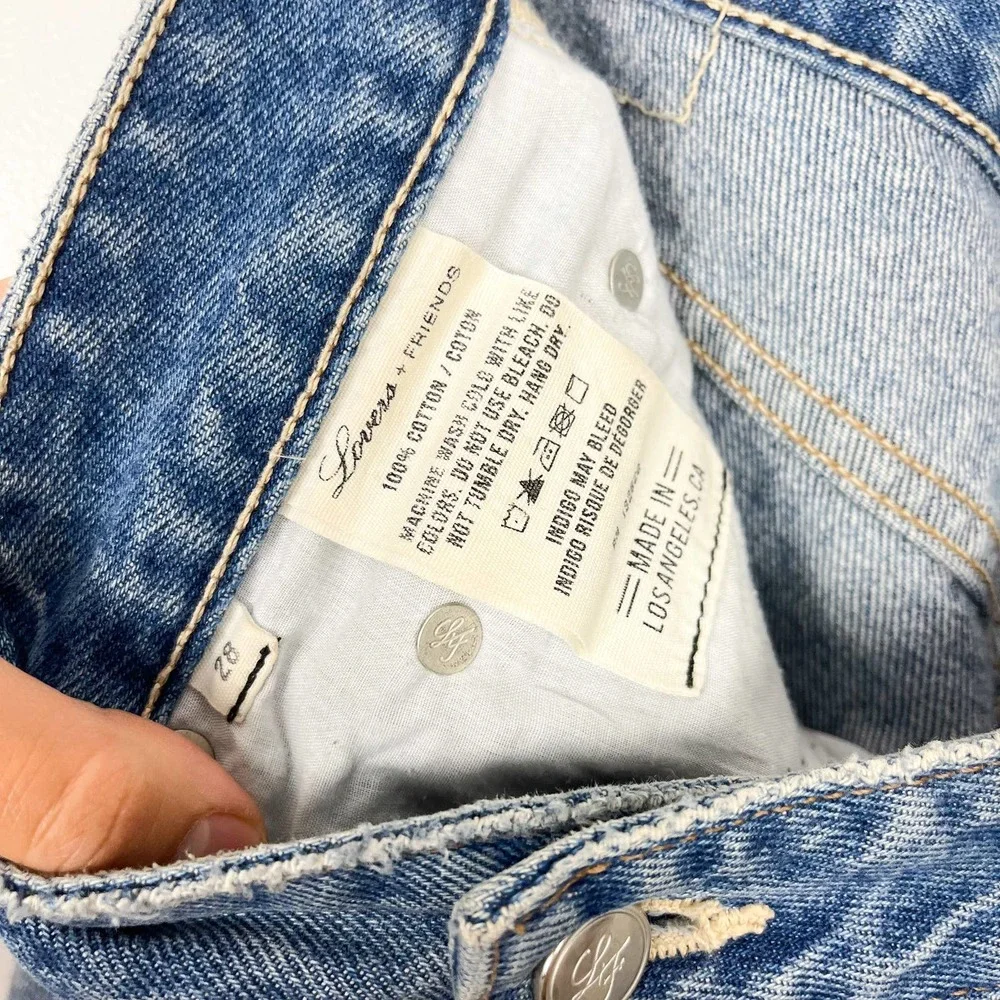 Lovers + FRIENDS
100% COTTON / COTON
MACHINE WASH COLD WITH LIKE
COLORS. DO NOT USE BLEACH. DO
NOT TUMBLE DRY. HANG DRY.
INDIGO MAY BLEED
INDIGO RISQUE DE DÉGORGER
MADE IN
LOS ANGELES, CA
28
L+F
L+F